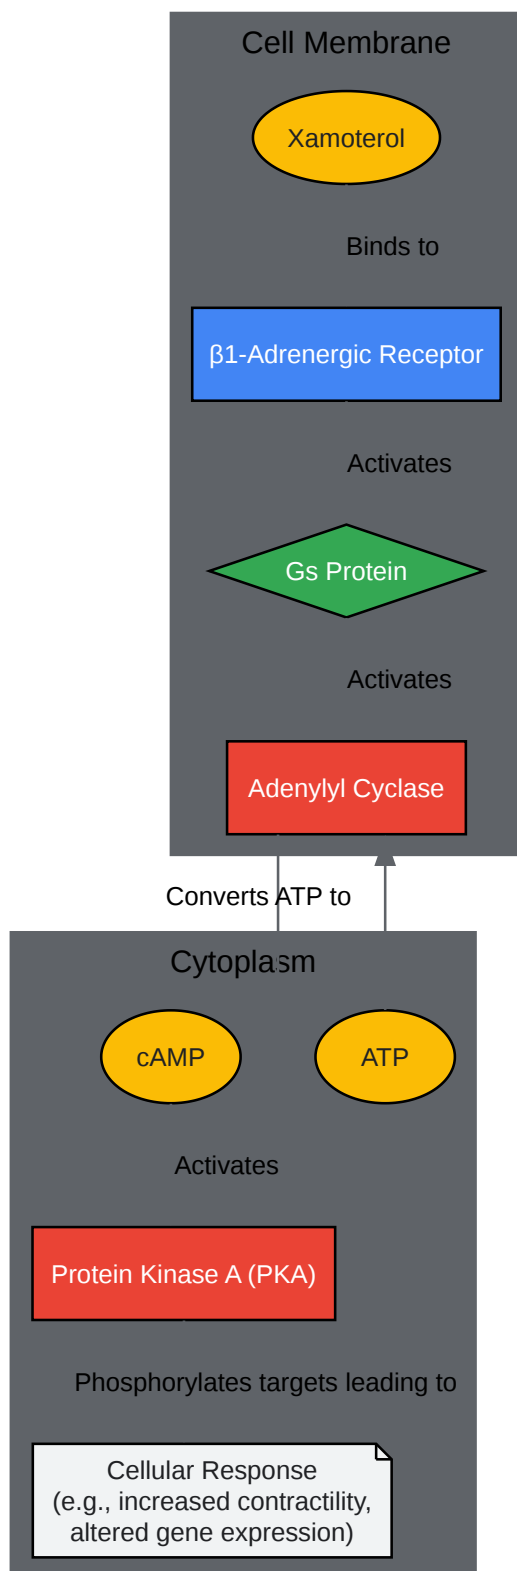 Cell Membrane
Xamoterol
Binds to
β1-Adrenergic Receptor
Activates
Gs Protein
Activates
Adenylyl Cyclase
Converts ATP to
Cytoplasm
cAMP
ATP
Activates
Protein Kinase A (PKA)
Phosphorylates targets leading to
Cellular Response
(e.g., increased contractility,
altered gene expression)